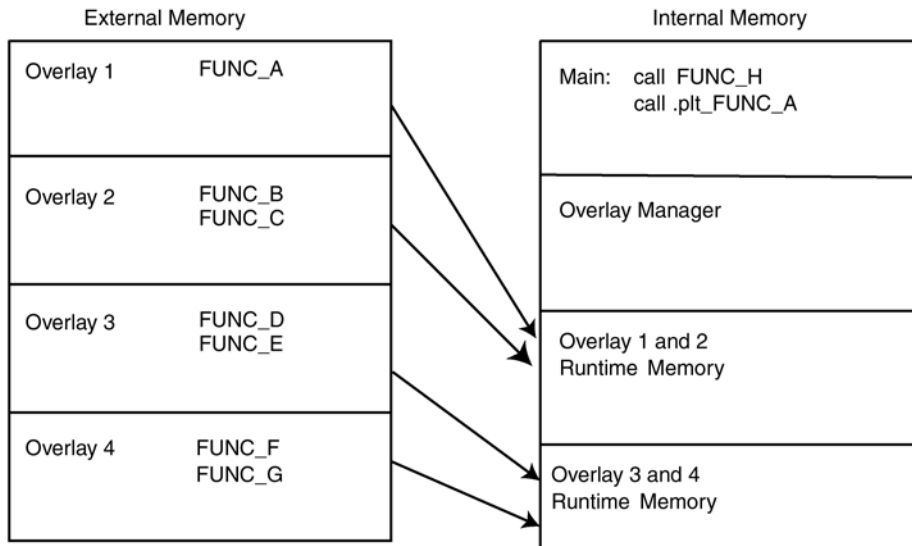 External Memory
Overlay 1 FUNC_A
Overlay 2 FUNC_B
FUNC_C
Overlay 3 FUNC_D
FUNC_E
Overlay 4 FUNC_F
FUNC_G
Internal Memory
Main: call FUNC_H
call .plt_FUNC_A
Overlay Manager
Overlay 1 and 2
Runtime Memory
Overlay 3 and 4
Runtime Memory